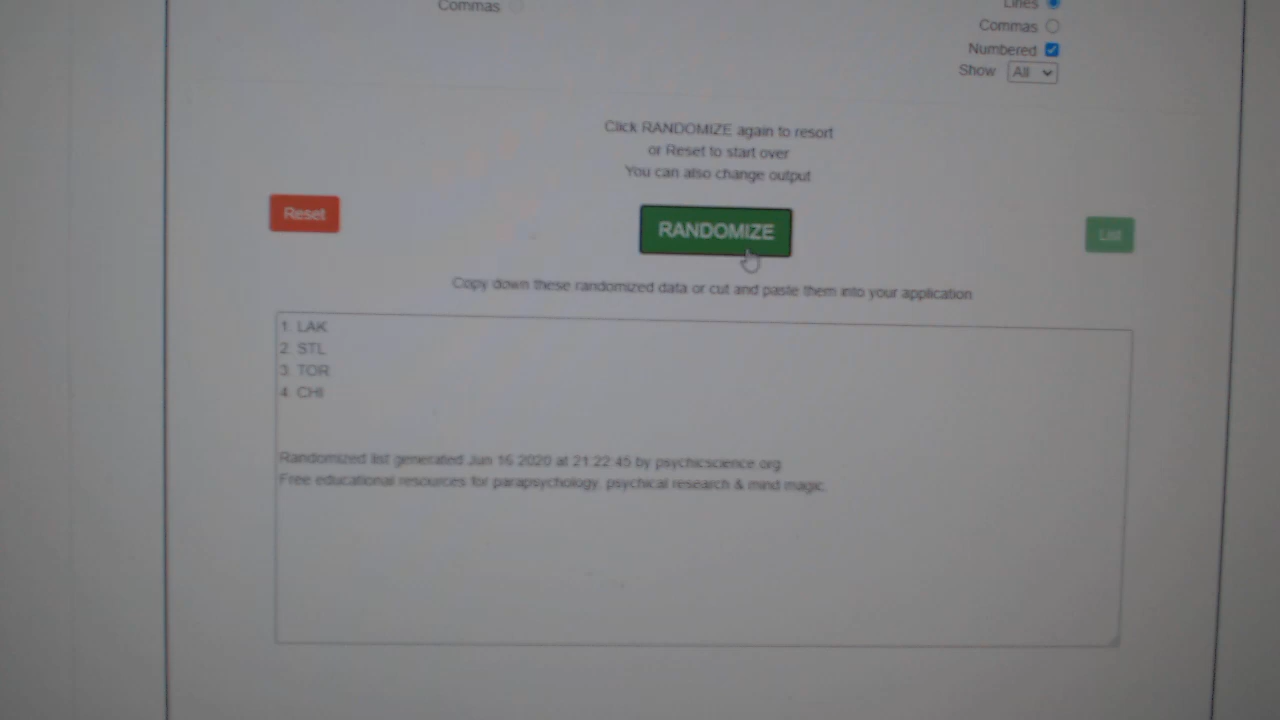 Commas
Lines
Commas
Numbered
Show All
Click RANDOMIZE again to resort
or Reset to start over
You can also change output
Reset
RANDOMIZE
List
Copy down these randomized data or cut and paste them into your application
1. LAK
2. STL
3. TOR
4. CHI
Randomized list generated Jun 16 2020 at 21:22:45 by psychicscience.org
Free educational resources for parapsychology, psychical research & mind magic.